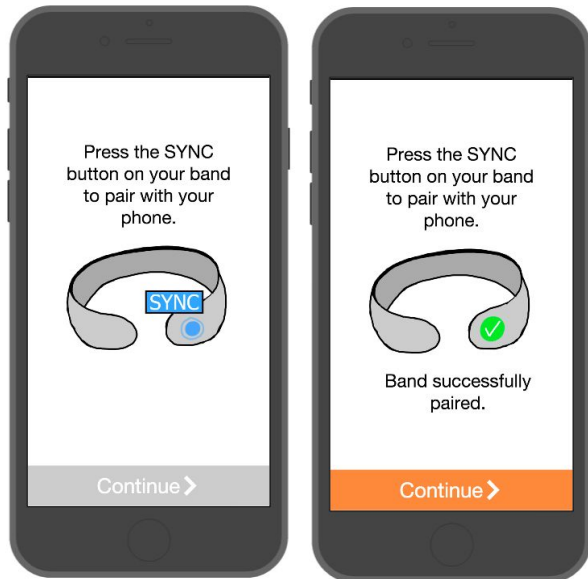 Press the SYNC
button on your band
to pair with your
phone.
SYNC
Continue
Press the SYNC
button on your band
to pair with your
phone.
Band successfully
paired.
Continue